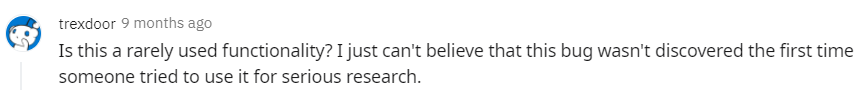 trexdoor 9 months ago
Is this a rarely used functionality? I just can't believe that this bug wasn't discovered the first time
someone tried to use it for serious research.